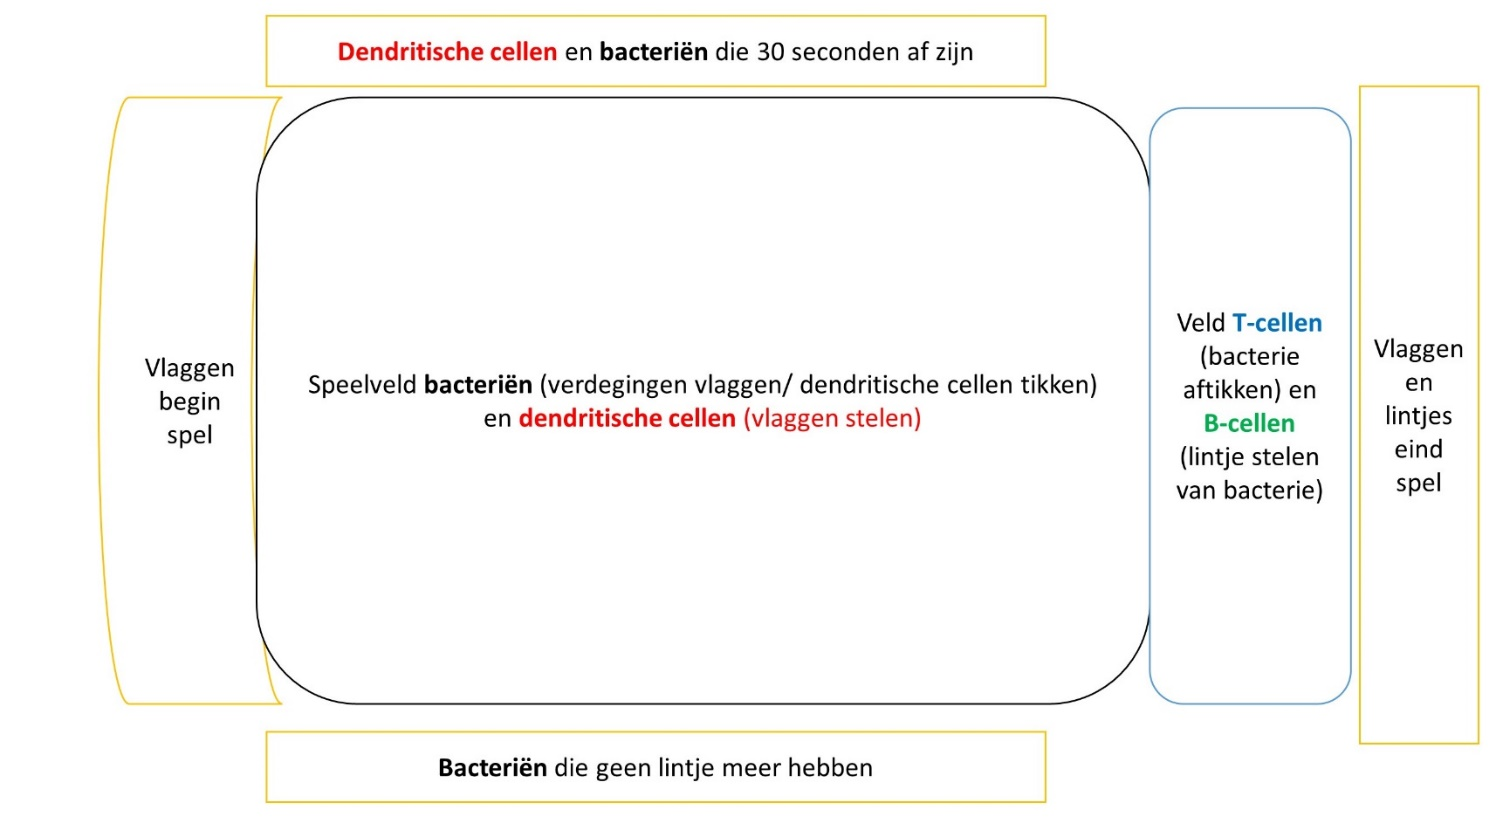 Dendritische cellen en bacteriën die 30 seconden af zijn
Vlaggen
begin
spel
Speelveld bacteriën (verdegingen vlaggen/ dendritische cellen tikken)
en dendritische cellen (vlaggen stelen)
Veld T-cellen
(bacterie
aftikken) en
B-cellen
(lintje stelen
van bacterie)
Vlaggen
en
lintjes
eind
spel
Bacteriën die geen lintje meer hebben